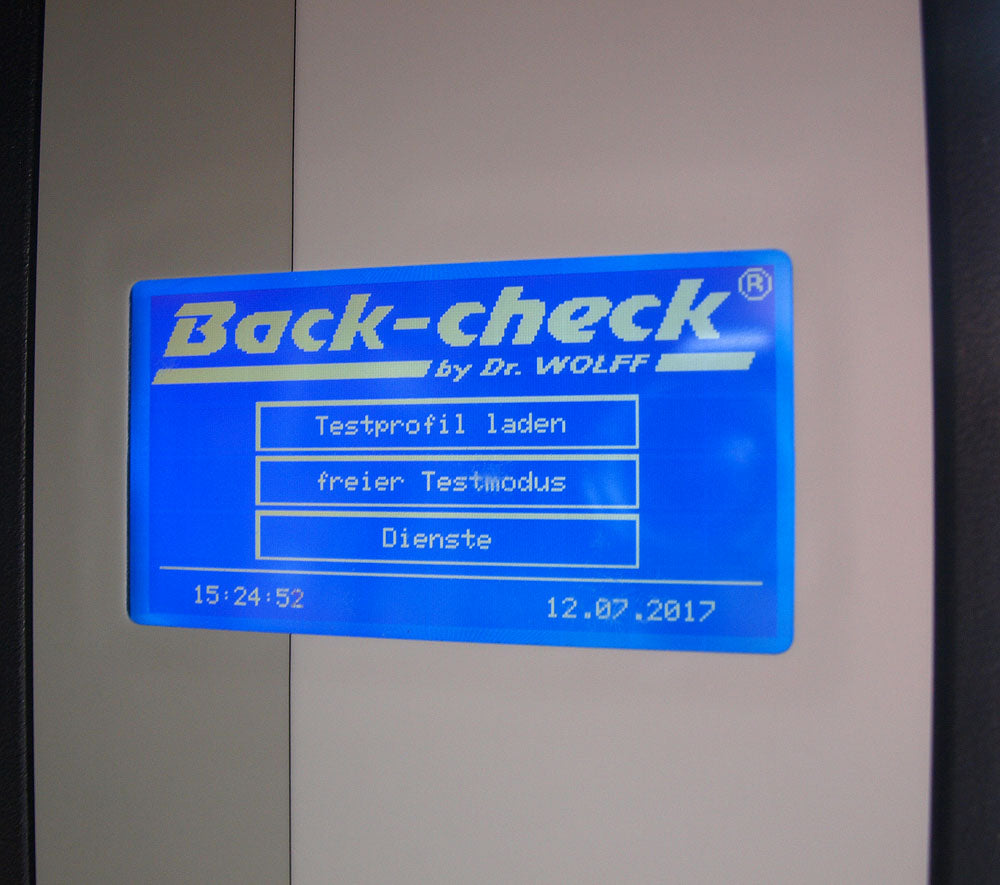 Back-check®
by Dr. WOLFF
Testprofil laden
freier Testmodus
Dienste
15:24:52 12.07.2017